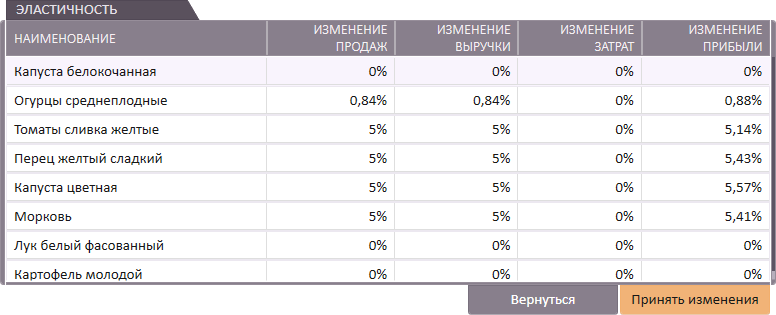 ЭЛАСТИЧНОСТЬ
НАИМЕНОВАНИЕ ИЗМЕНЕНИЕ ПРОДАЖ ИЗМЕНЕНИЕ ВЫРУЧКИ ИЗМЕНЕНИЕ ЗАТРАТ ИЗМЕНЕНИЕ ПРИБЫЛИ
Капуста белокочанная 0% 0% 0% 0%
Огурцы среднеплодные 0,84% 0,84% 0% 0,88%
Томаты сливка желтые 5% 5% 0% 5,14%
Перец желтый сладкий 5% 5% 0% 5,43%
Капуста цветная 5% 5% 0% 5,57%
Морковь 5% 5% 0% 5,41%
Лук белый фасованный 0% 0% 0% 0%
Картофель молодой 0% 0% 0% 0%
Вернуться Принять изменения